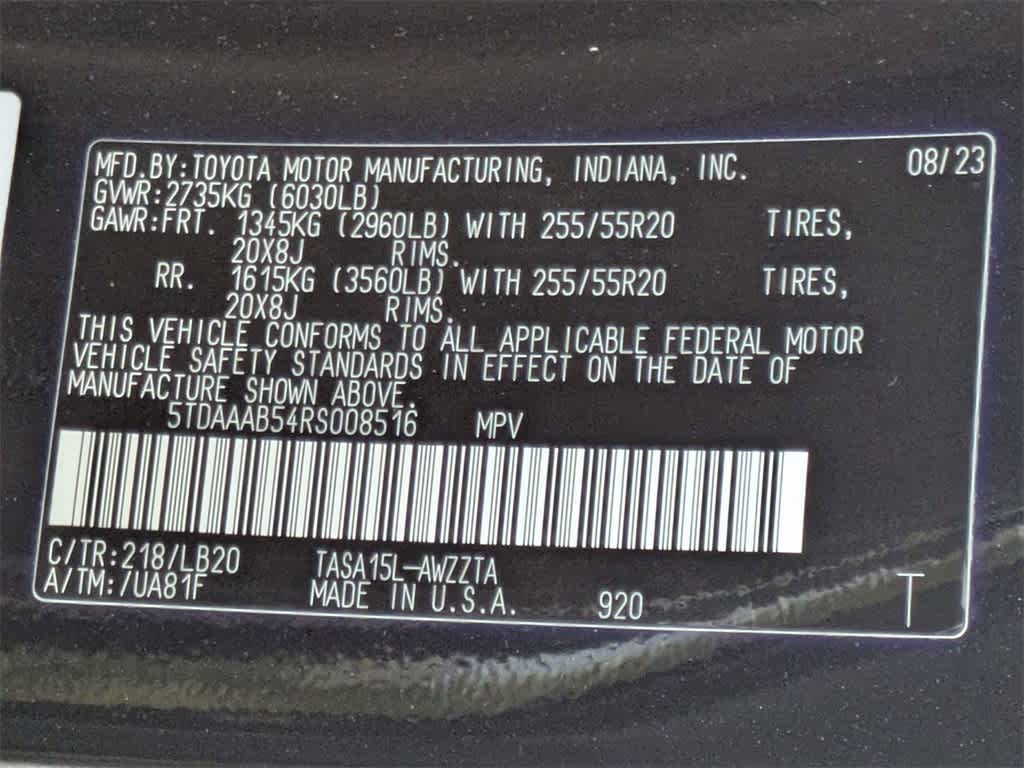 MFD.BY:TOYOTA MOTOR MANUFACTURING, INDIANA, INC. 08/23
GVWR:2735KG (6030LB)
GAWR:FRT. 1345KG (2960LB) WITH 255/55R20 TIRES,
20X8J RIMS.
RR. 1615KG (3560LB) WITH 255/55R20 TIRES,
20X8J RIMS.
THIS VEHICLE CONFORMS TO ALL APPLICABLE FEDERAL MOTOR
VEHICLE SAFETY STANDARDS IN EFFECT ON THE DATE OF
MANUFACTURE SHOWN ABOVE.
5TDAAAB54RS008516 MPV
C/TR:218/LB20 TASA15L-AWZZTA
A/TM:/UA81F MADE IN U.S.A. 920 T